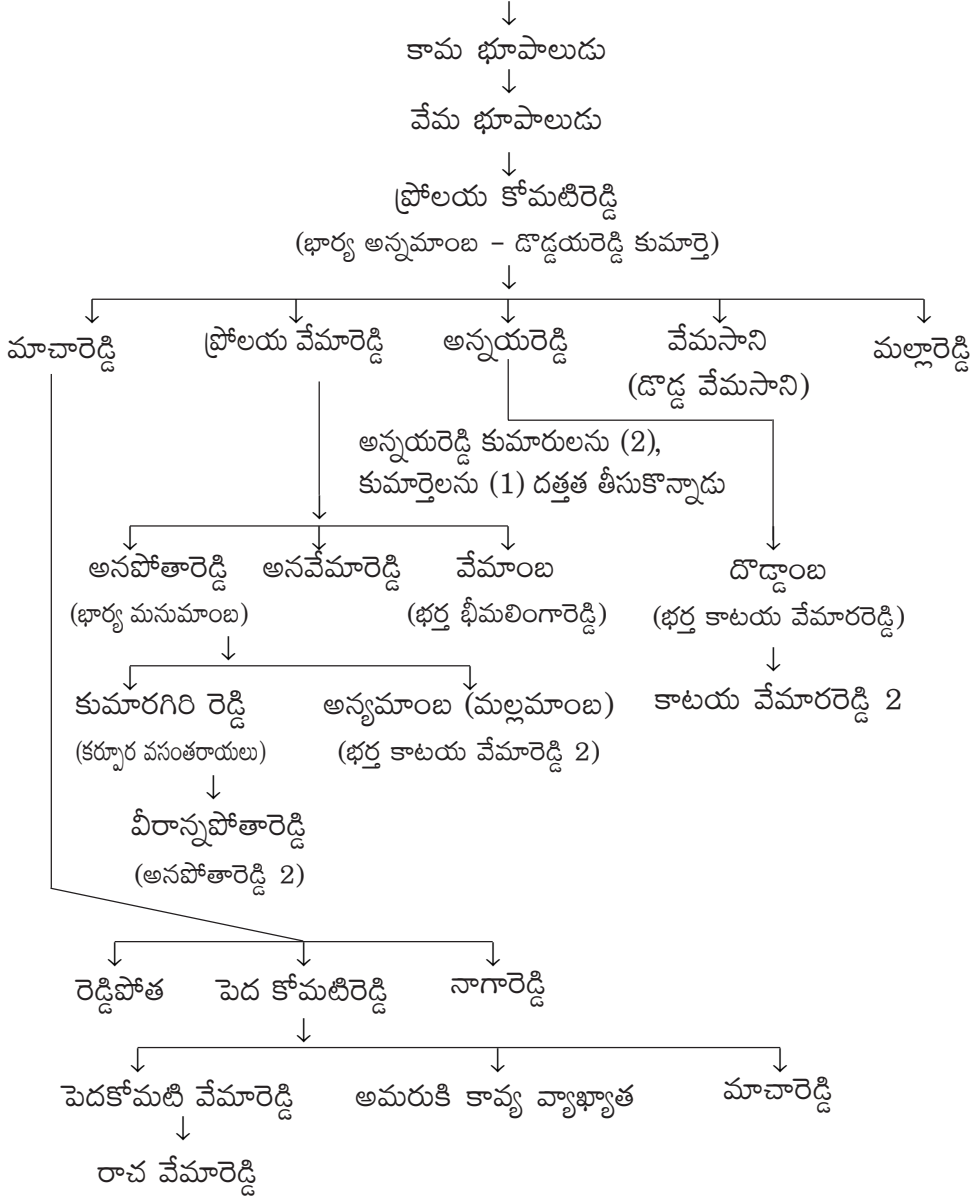 కామ భూపాలుడు
వేమ భూపాలుడు
ప్రోలయ కోమటిరెడ్డి
(భార్య అన్నమాంబ - డొడ్డయరెడ్డి కుమార్తె)
మాచారెడ్డి ప్రోలయ వేమారెడ్డి అన్నయరెడ్డి వేమసాని మల్లారెడ్డి
(డొడ్డ వేమసాని)
అన్నయరెడ్డి కుమారులను (2),
కుమార్తెలను (1) దత్తత తీసుకొన్నాడు
అనపోతారెడ్డి అనవేమారెడ్డి వేమాంబ దొడ్డాంబ
(భార్య మనుమాంబ) (భర్త భీమలింగారెడ్డి) (భర్త కాటయ వేమారరెడ్డి)
కుమారగిరి రెడ్డి అన్యమాంబ (మల్లమాంబ) కాటయ వేమారరెడ్డి 2
(కర్పూర వసంతరాయలు) (భర్త కాటయ వేమారెడ్డి 2)
వీరాన్నపోతారెడ్డి
(అనపోతారెడ్డి 2)
రెడ్డిపోత పెద కోమటిరెడ్డి నాగారెడ్డి
పెదకోమటి వేమారెడ్డి అమరుకి కావ్య వ్యాఖ్యాత మాచారెడ్డి
రాచ వేమారెడ్డి